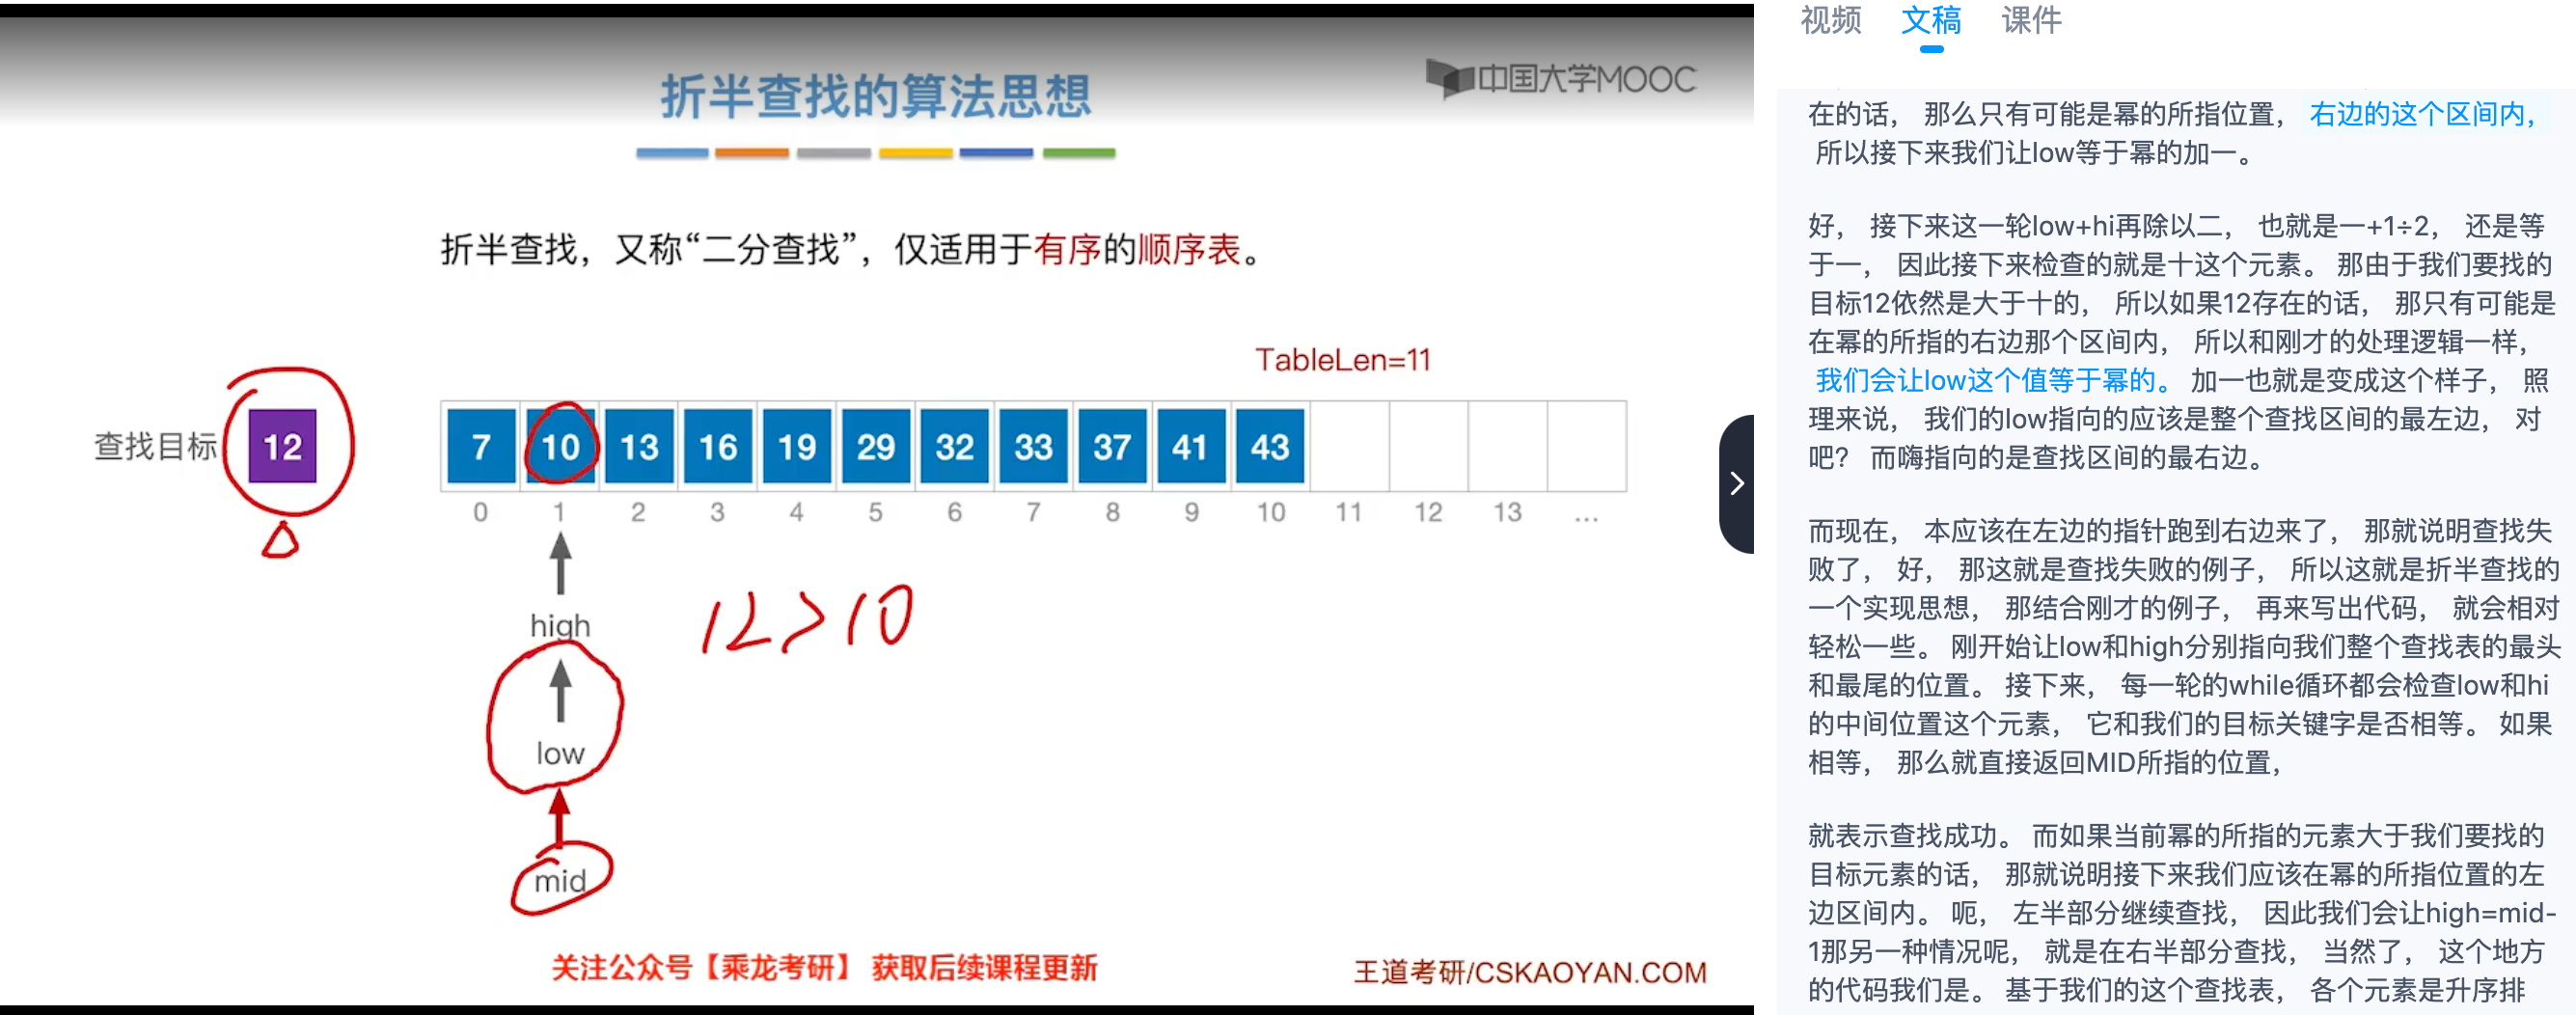 折半查找的算法思想
中国大学MOOC
折半查找，又称“二分查找”，仅适用于有序的顺序表。
TableLen=11
查找目标 12
7 10 13 16 19 29 32 33 37 41 43
0 1 2 3 4 5 6 7 8 9 10 11 12 13 ...
high
12>10
low
mid
关注公众号【乘龙考研】 获取后续课程更新
王道考研/CSKAOYAN.COM
视频 文稿 课件
在的话， 那么只有可能是幂的所指位置， 右边的这个区间内，
所以接下来我们让low等于幂的加一。
好， 接下来这一轮low+hi再除以二， 也就是一+1÷2， 还是等
于一， 因此接下来检查的就是十这个元素。 那由于我们要找的
目标12依然是大于十的， 所以如果12存在的话， 那只有可能是
在幂的所指的右边那个区间内， 所以和刚才的处理逻辑一样，
我们会让low这个值等于幂的。 加一也就是变成这个样子， 照
理来说， 我们的low指向的应该是整个查找区间的最左边， 对
吧？ 而嗨指向的是查找区间的最右边。
而现在， 本应该在左边的指针跑到右边来了， 那就说明查找失
败了， 好， 那这就是查找失败的例子， 所以这就是折半查找的
一个实现思想， 那结合刚才的例子， 再来写出代码， 就会相对
轻松一些。 刚开始让low和high分别指向我们整个查找表的最头
和最尾的位置。 接下来， 每一轮的while循环都会检查low和hi
的中间位置这个元素， 它和我们的目标关键字是否相等。 如果
相等， 那么就直接返回MID所指的位置，
就表示查找成功。 而如果当前幂的所指的元素大于我们要找的
目标元素的话， 那就说明接下来我们应该在幂的所指位置的左
边区间内。 呃， 左半部分继续查找， 因此我们会让high=mid-
1那另一种情况呢， 就是在右半部分查找， 当然了， 这个地方
的代码我们是。 基于我们的这个查找表， 各个元素是升序排